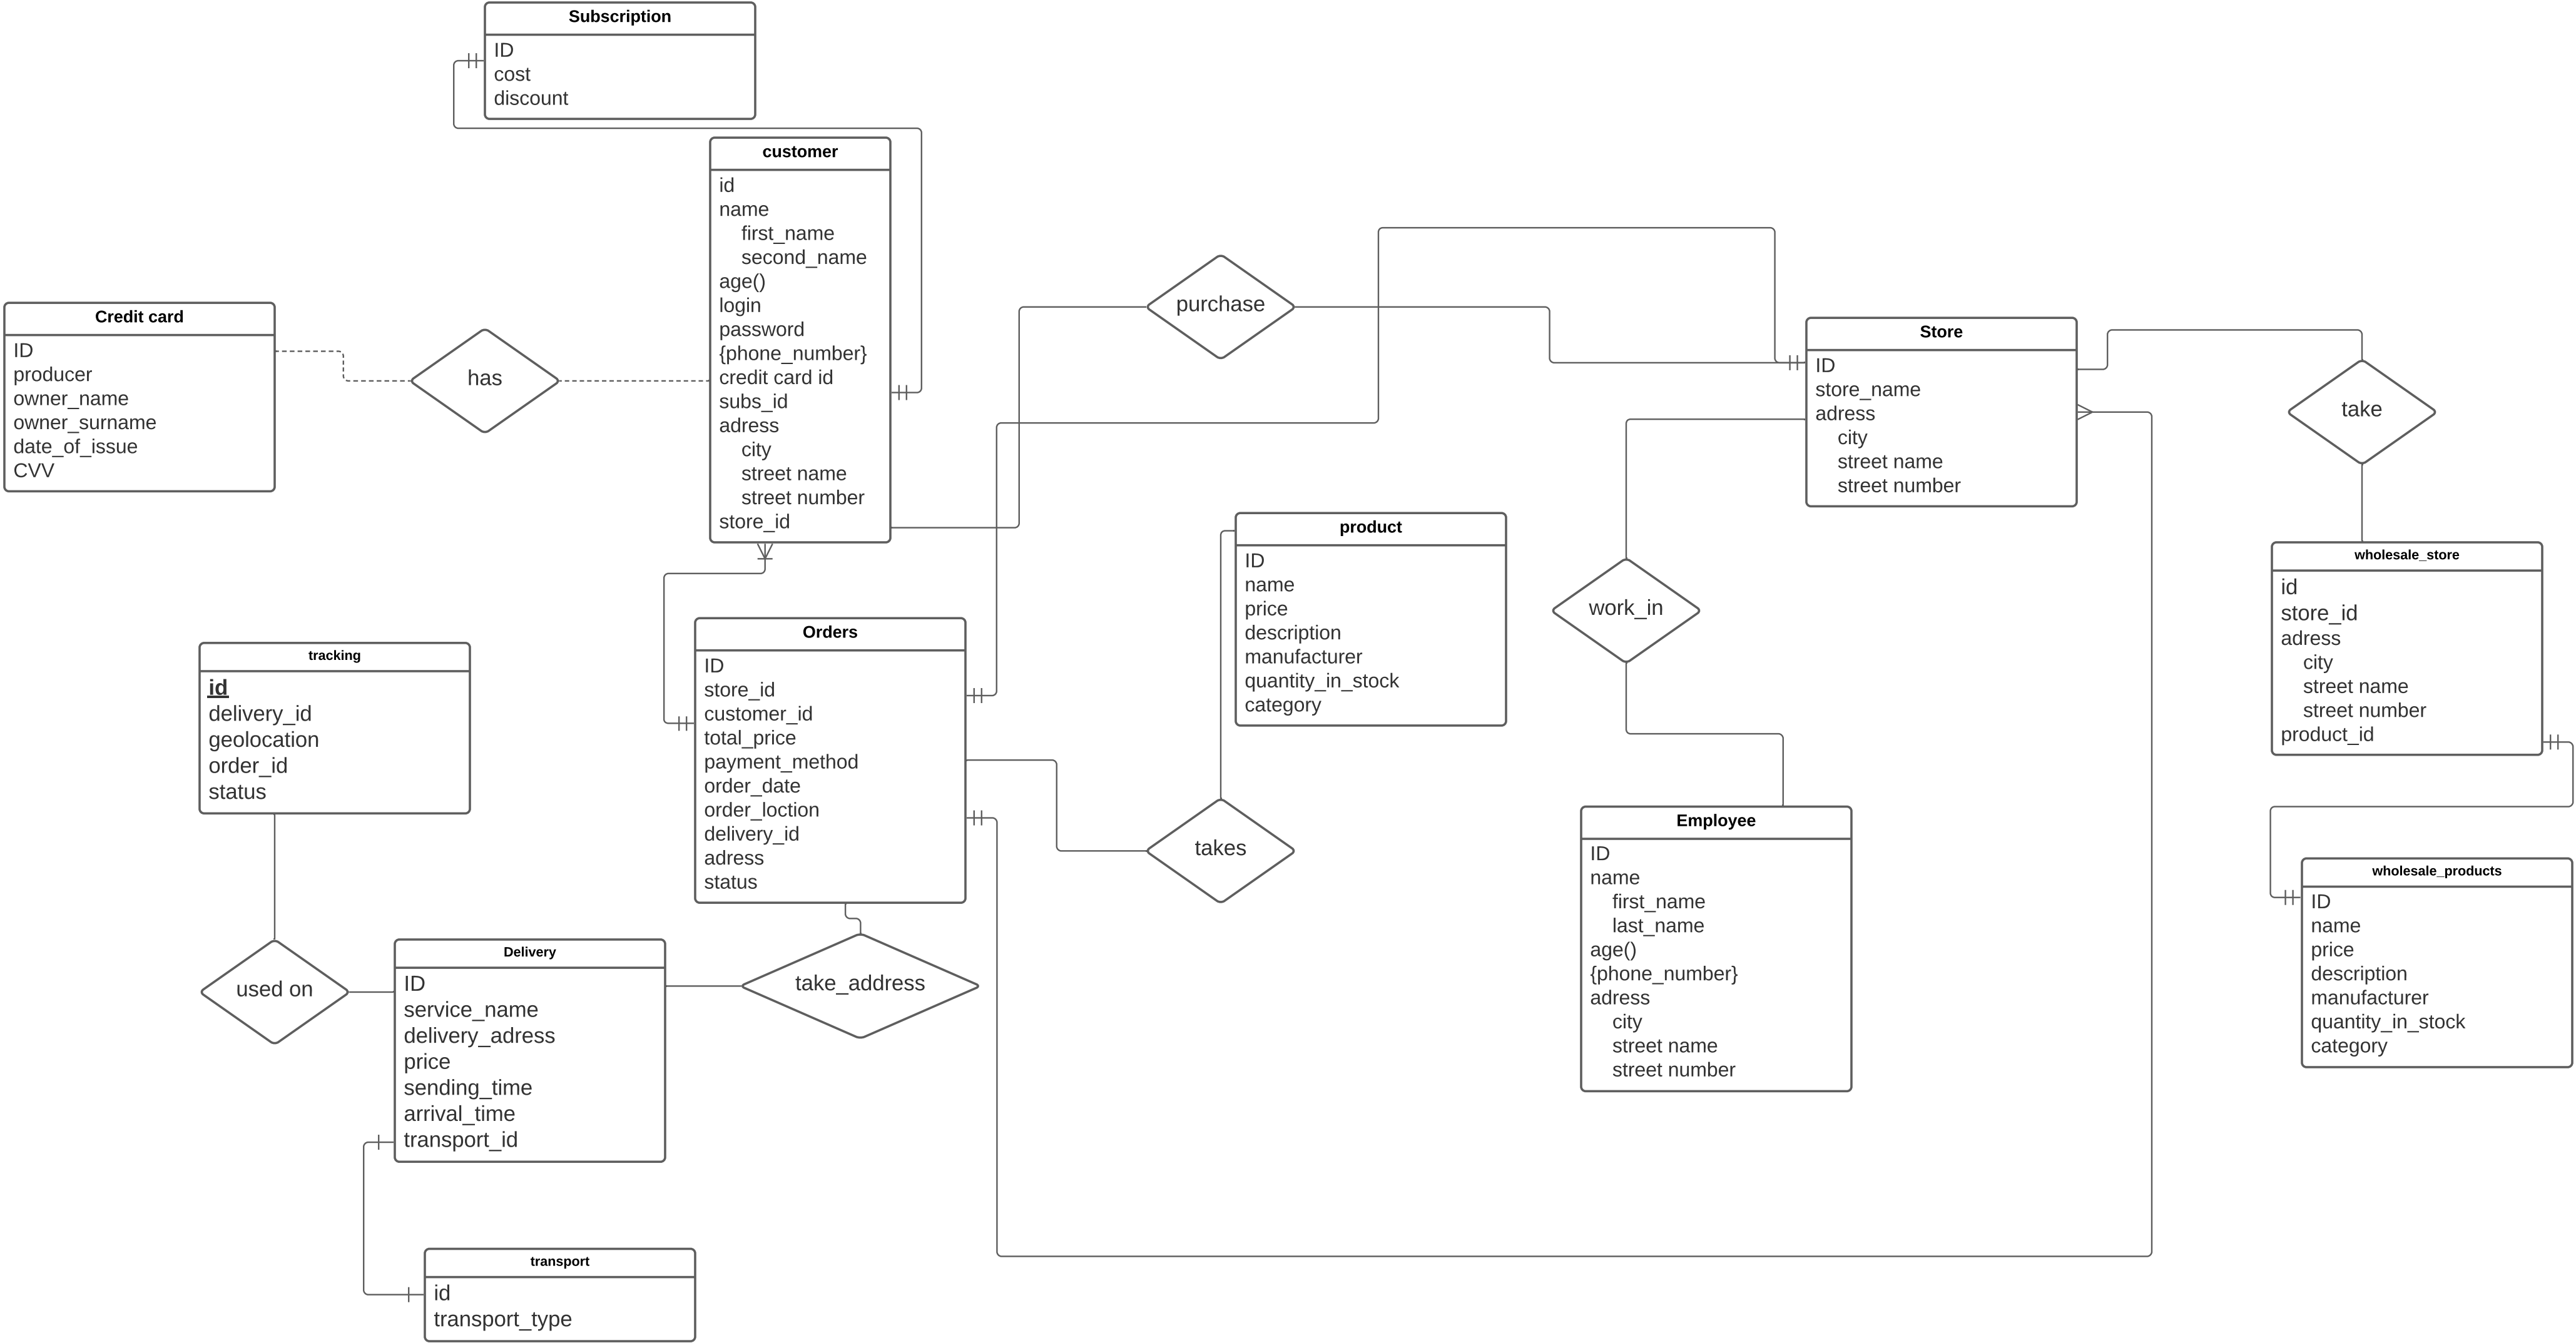 Subscription
ID
cost
discount
customer
id
name
first_name
second_name
age()
login
password
{phone_number}
credit card id
subs_id
adress
city
street name
street number
store_id
Credit card
ID
producer
owner_name
owner_surname
date_of_issue
CVV
has
purchase
Store
ID
store_name
adress
city
street name
street number
take
product
ID
name
price
description
manufacturer
quantity_in_stock
category
work_in
wholesale_store
id
store_id
adress
city
street name
street number
product_id
Orders
ID
store_id
customer_id
total_price
payment_method
order_date
order_loction
delivery_id
adress
status
tracking
id
delivery_id
geolocation
order_id
status
takes
Employee
ID
name
first_name
last_name
age()
{phone_number}
adress
city
street name
street number
wholesale_products
ID
name
price
description
manufacturer
quantity_in_stock
category
used on
Delivery
ID
service_name
delivery_adress
price
sending_time
arrival_time
transport_id
take_address
transport
id
transport_type